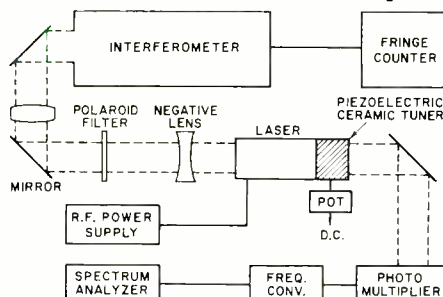 INTERFEROMETER
FRINGE
COUNTER
POLAROID
FILTER
NEGATIVE
LENS
LASER
PIEZOELECTRIC
CERAMIC TUNER
MIRROR
R.F. POWER
SUPPLY
POT
D.C.
SPECTRUM
ANALYZER
FREQ.
CONV.
PHOTO
MULTIPLIER